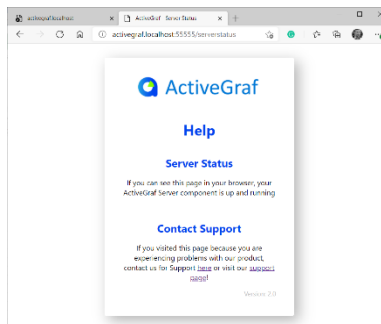 activegraf.localhost
ActiveGraf - Server Status
activegraf.localhost:55555/serverstatus
ActiveGraf
Help
Server Status
If you can see this page in your browser, your
ActiveGraf Server component is up and running
Contact Support
If you visited this page because you are
experiencing problems with our product,
contact us for Support here or visit our support
page!
Version 2.0